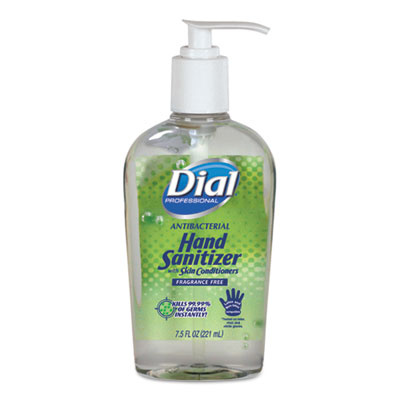 Dial
PROFESSIONAL
ANTIBACTERIAL
Hand
Sanitizer
with Skin Conditioners
FRAGRANCE FREE
KILLS 99.99%
OF GERMS
INSTANTLY!
7.5 FL OZ (221 mL)